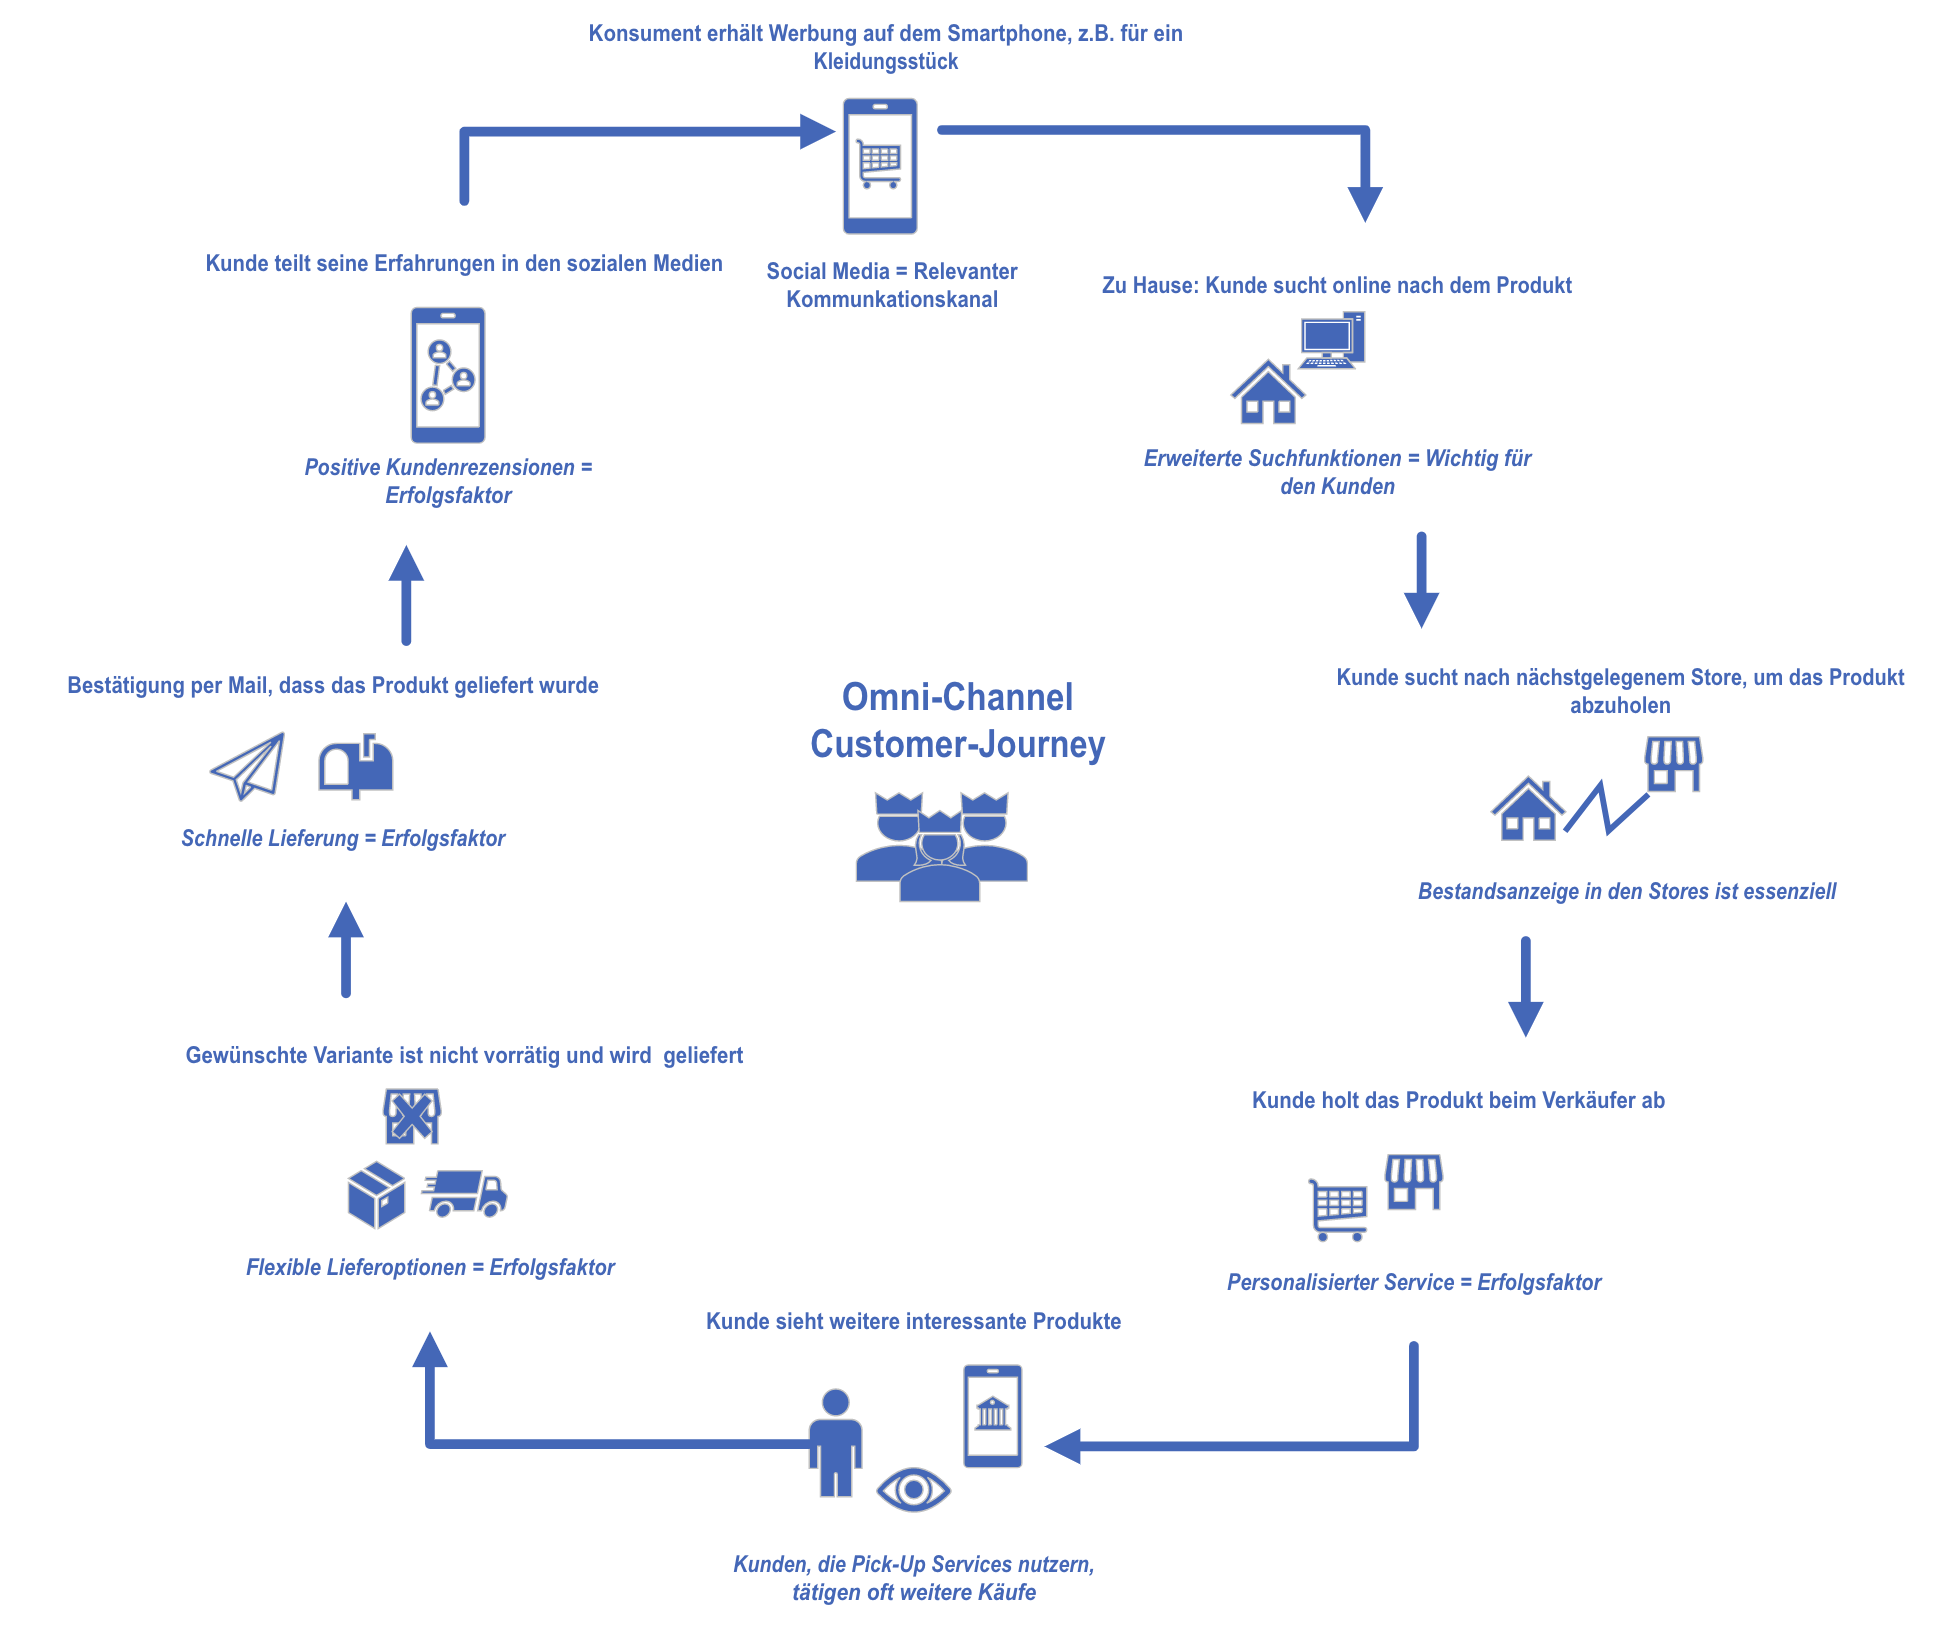 Konsument erhält Werbung auf dem Smartphone, z.B. für ein
Kleidungsstück
Social Media = Relevanter
Kommunkationskanal
Zu Hause: Kunde sucht online nach dem Produkt
Erweiterte Suchfunktionen = Wichtig für
den Kunden
Kunde sucht nach nächstgelegenem Store, um das Produkt
abzuholen
Bestandsanzeige in den Stores ist essenziell
Kunde holt das Produkt beim Verkäufer ab
Personalisierter Service = Erfolgsfaktor
Kunde sieht weitere interessante Produkte
Kunden, die Pick-Up Services nutzern,
tätigen oft weitere Käufe
Gewünschte Variante ist nicht vorrätig und wird  geliefert
Flexible Lieferoptionen = Erfolgsfaktor
Bestätigung per Mail, dass das Produkt geliefert wurde
Schnelle Lieferung = Erfolgsfaktor
Kunde teilt seine Erfahrungen in den sozialen Medien
Positive Kundenrezensionen =
Erfolgsfaktor
Omni-Channel
Customer-Journey